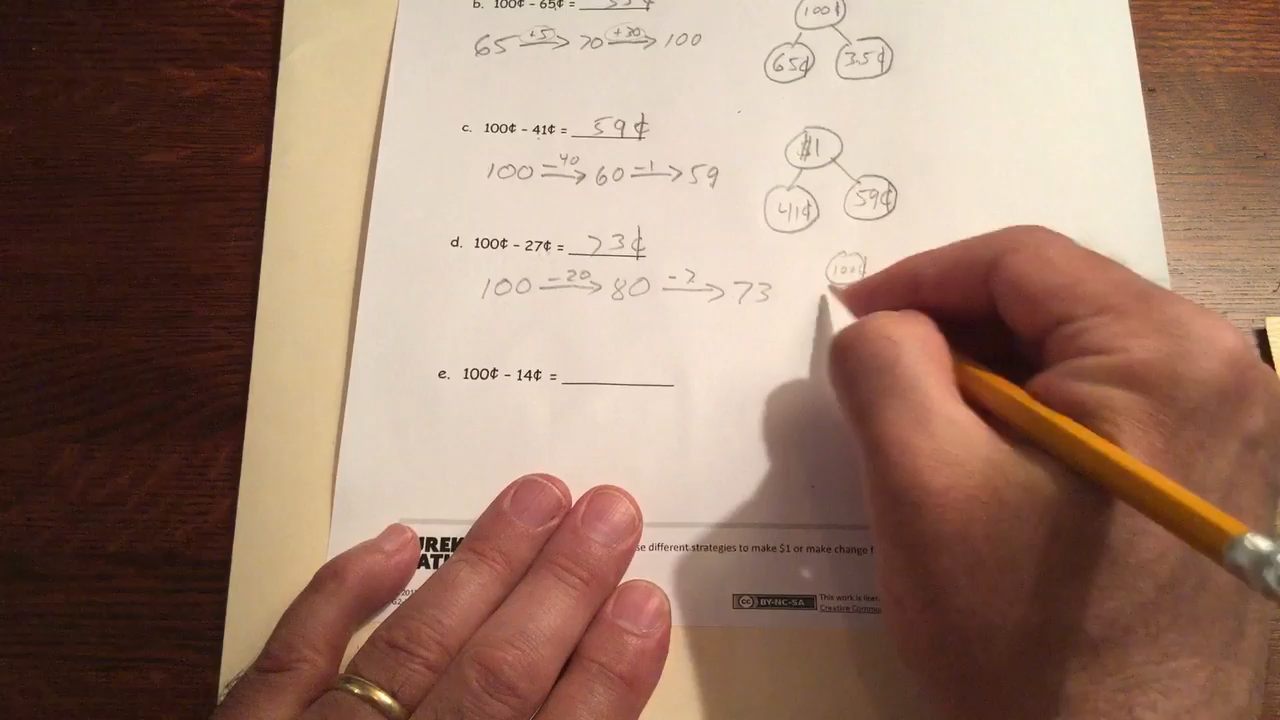 b. 100¢ - 65¢ = 35¢
65 +5 70 +30 100
100¢
65¢ 35¢
c. 100¢ - 41¢ = 59¢
100 -40 60 -1 59
$1
41¢ 59¢
d. 100¢ - 27¢ = 73¢
100 -20 80 -7 73
100¢
e. 100¢ - 14¢ =
se different strategies to make $1 or make change f
cc BY-NC-SA
This work is licen
Creative Commo